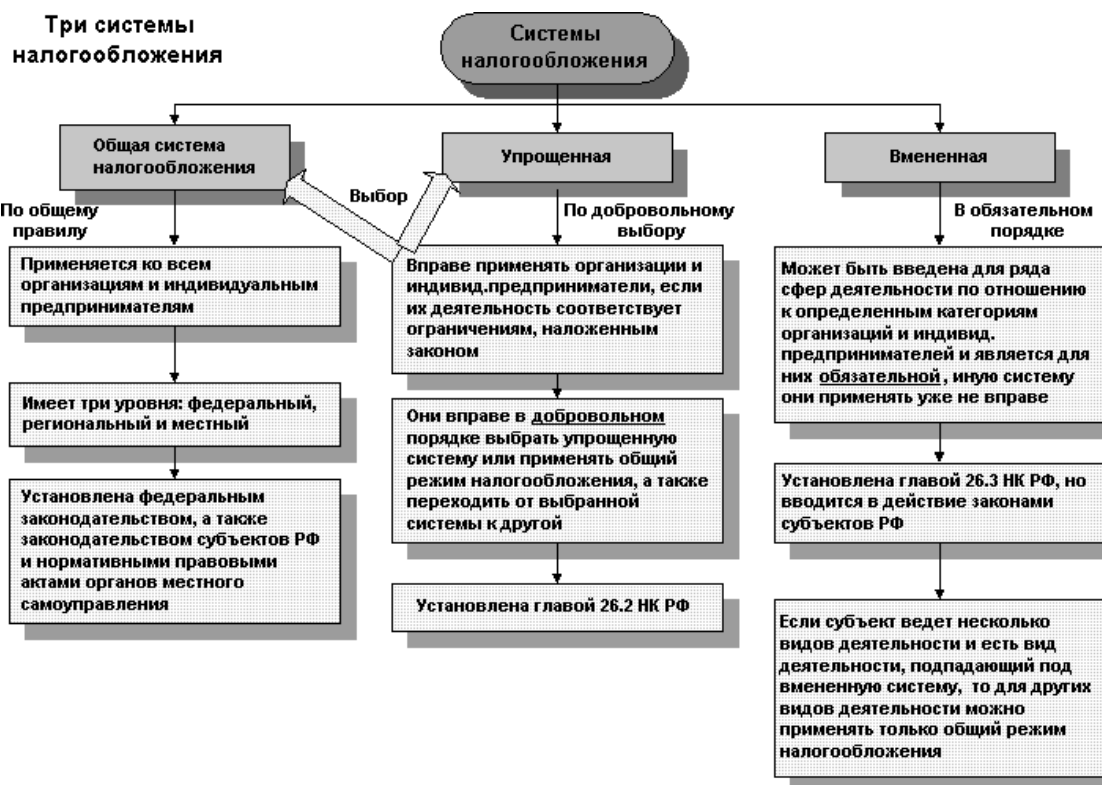 Три системы
налогообложения
Системы
налогообложения
Общая система
налогообложения
Упрощенная
Вмененная
Выбор
По общему
правилу
По добровольному
выбору
В обязательном
порядке
Применяется ко всем
организациям и индивидуальным
предпринимателям
Имеет три уровня: федеральный,
региональный и местный
Установлена федеральным
законодательством, а также
законодательством субъектов РФ
и нормативными правовыми
актами органов местного
самоуправления
Вправе применять организации и
индивид.предприниматели, если
их деятельность соответствует
ограничениям, наложенным
законом
Они вправе в добровольном
порядке выбрать упрощенную
систему или применять общий
режим налогообложения, а также
переходить от выбранной
системы к другой
Установлена главой 26.2 НК РФ
Может быть введена для ряда
сфер деятельности по отношению
к определенным категориям
организаций и индивид.
предпринимателей и является для
них обязательной, иную систему
они применять уже не вправе
Установлена главой 26.3 НК РФ, но
вводится в действие законами
субъектов РФ
Если субъект ведет несколько
видов деятельности и есть вид
деятельности, подпадающий под
вмененную систему, то для других
видов деятельности можно
применять только общий режим
налогообложения